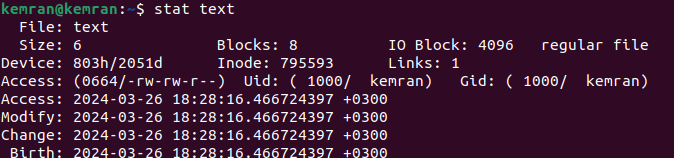 kemran@kemran:~$ stat text
  File: text
  Size: 6               Blocks: 8          IO Block: 4096   regular file
Device: 803h/2051d      Inode: 795593      Links: 1
Access: (0664/-rw-rw-r--)  Uid: ( 1000/  kemran)   Gid: ( 1000/  kemran)
Access: 2024-03-26 18:28:16.466724397 +0300
Modify: 2024-03-26 18:28:16.466724397 +0300
Change: 2024-03-26 18:28:16.466724397 +0300
 Birth: 2024-03-26 18:28:16.466724397 +0300